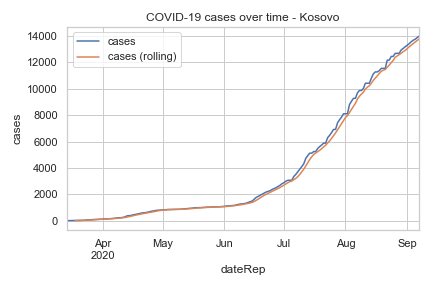 COVID-19 cases over time - Kosovo
cases
cases (rolling)
14000
12000
10000
8000
6000
4000
2000
0
cases
Apr
2020
May
Jun
Jul
Aug
Sep
dateRep